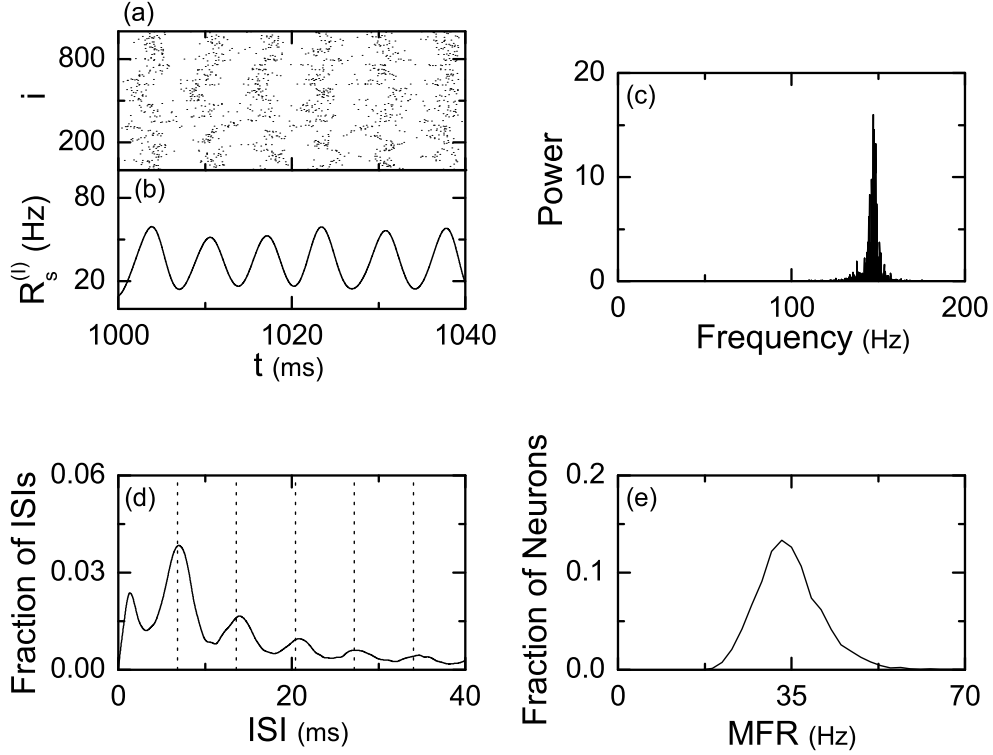 (a)
800
i
200
(b)
80
R_s^(I) (Hz)
20
1000 1020 1040
t (ms)
(c)
20
Power
10
0
0 100 200
Frequency (Hz)
(d)
0.06
Fraction of ISIs
0.03
0.00
0 20 40
ISI (ms)
(e)
0.2
Fraction of Neurons
0.1
0.0
0 35 70
MFR (Hz)